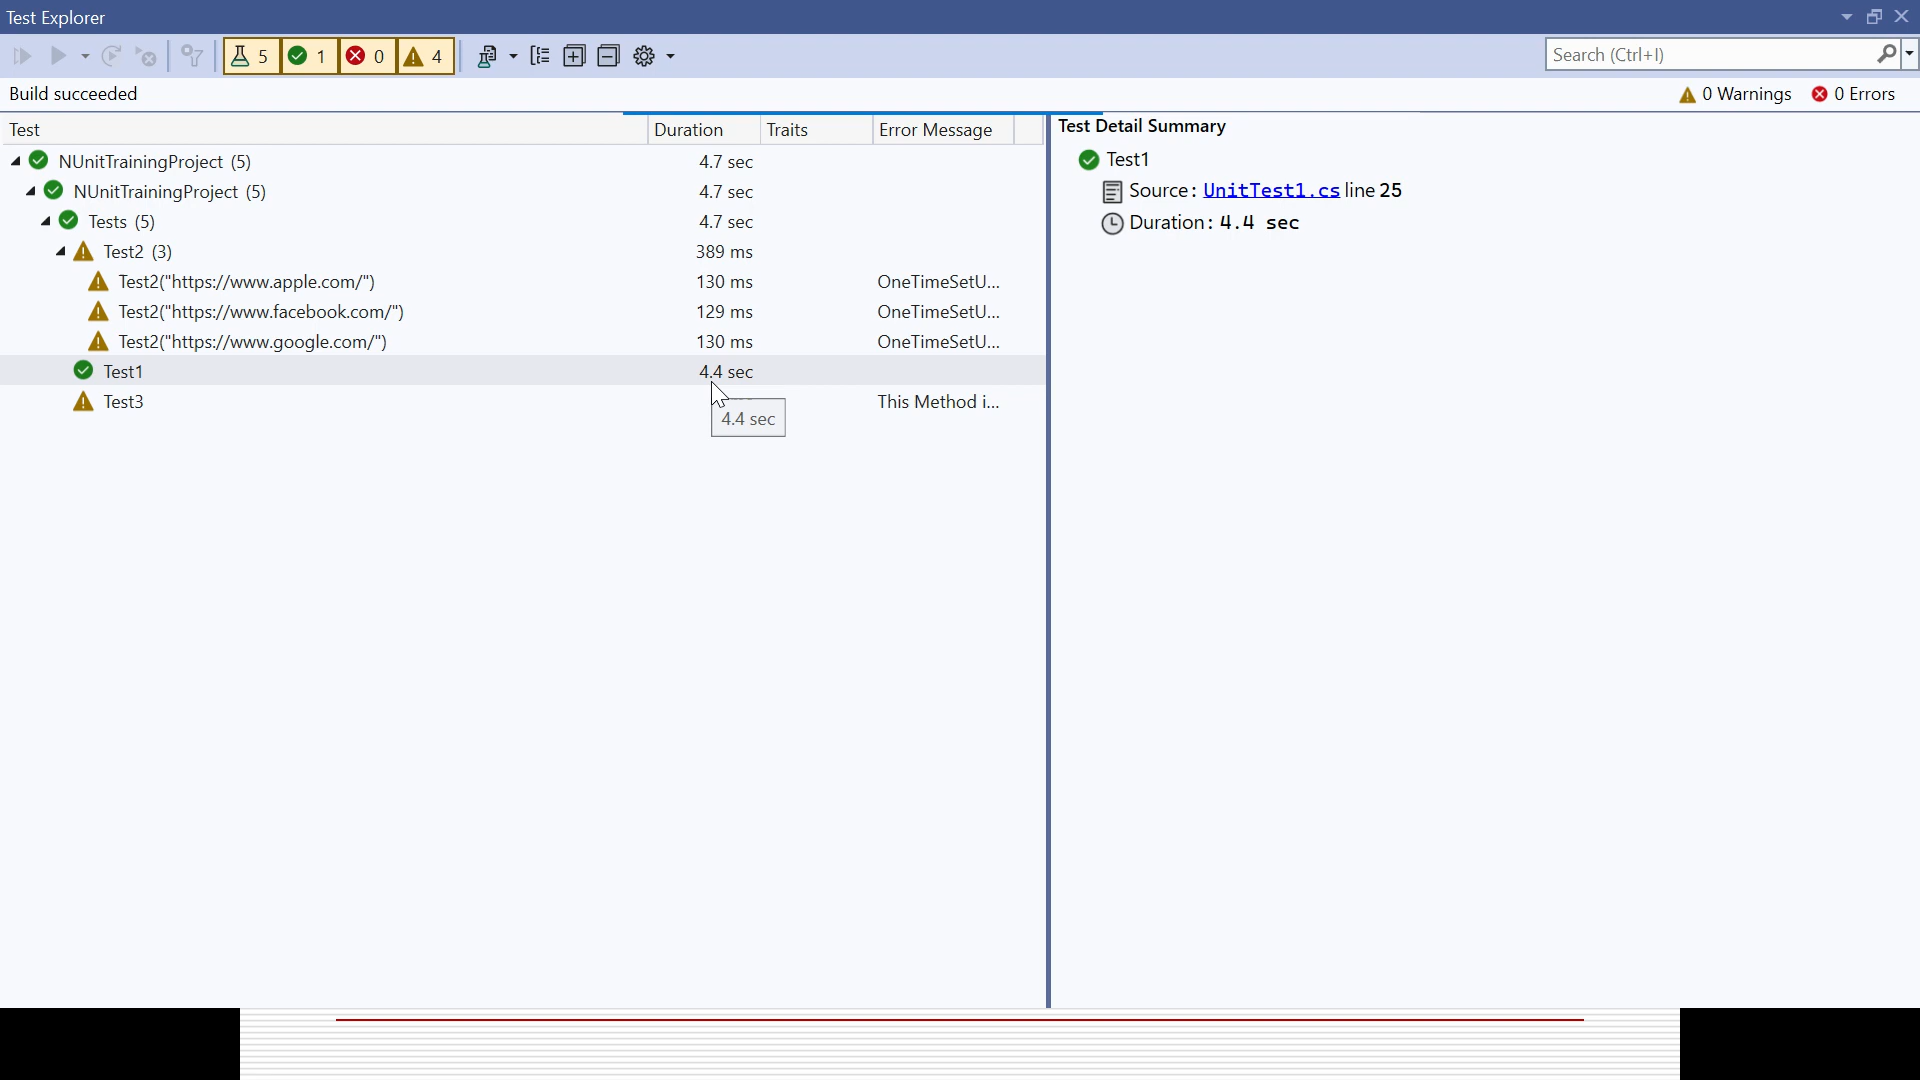 Test Explorer
5 1 0 4 Search (Ctrl+I)
Build succeeded 0 Warnings 0 Errors
Test Duration Traits Error Message
NUnitTrainingProject (5) 4.7 sec
NUnitTrainingProject (5) 4.7 sec
Tests (5) 4.7 sec
Test2 (3) 389 ms
Test2("https://www.apple.com/") 130 ms OneTimeSetU...
Test2("https://www.facebook.com/") 129 ms OneTimeSetU...
Test2("https://www.google.com/") 130 ms OneTimeSetU...
Test1 4.4 sec
Test3 This Method i...
4.4 sec
Test Detail Summary
Test1
Source: UnitTest1.cs line 25
Duration: 4.4 sec